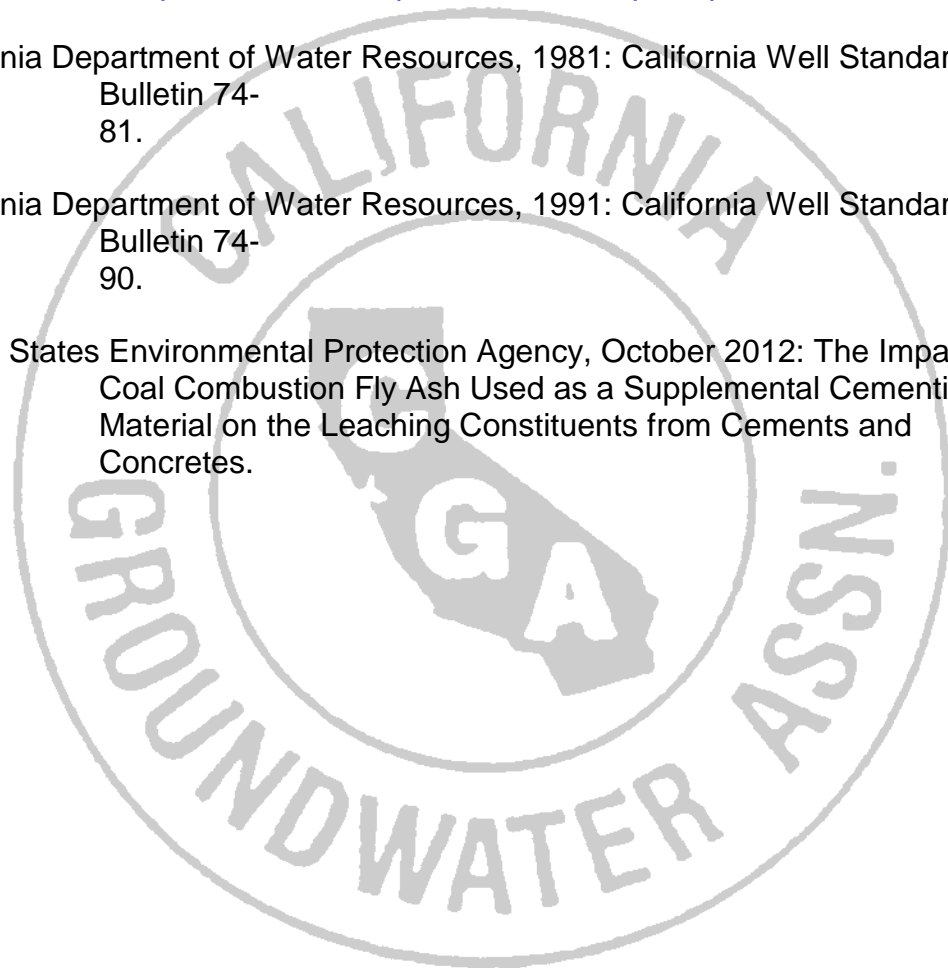 nia Department of Water Resources, 1981: California Well Standar
Bulletin 74-
81.
nia Department of Water Resources, 1991: California Well Standar
Bulletin 74-
90.
States Environmental Protection Agency, October 2012: The Impa
Coal Combustion Fly Ash Used as a Supplemental Cementi
Material on the Leaching Constituents from Cements and
Concretes.
CALIFORNIA
C
G
A
GROUNDWATER ASSN.